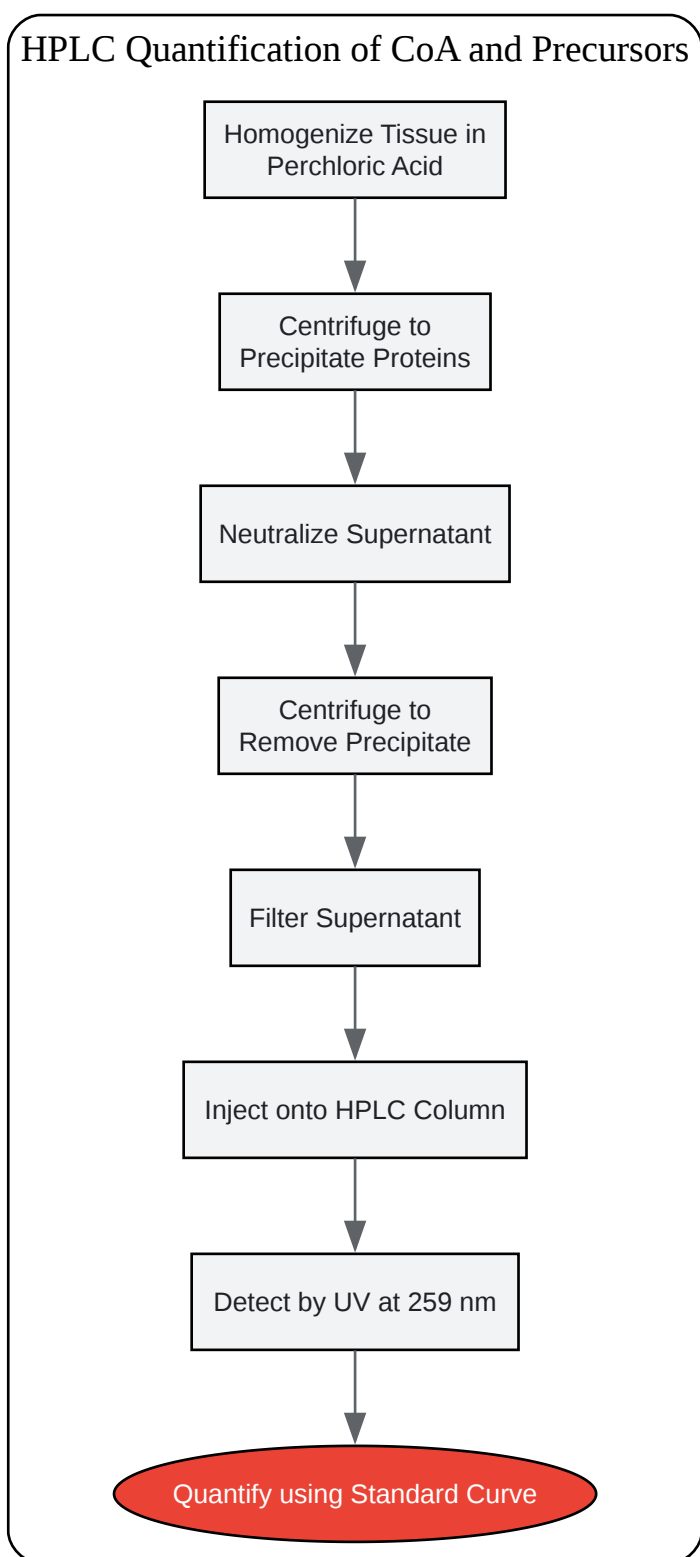 HPLC Quantification of CoA and Precursors
Homogenize Tissue in
Perchloric Acid
Centrifuge to
Precipitate Proteins
Neutralize Supernatant
Centrifuge to
Remove Precipitate
Filter Supernatant
Inject onto HPLC Column
Detect by UV at 259 nm
Quantify using Standard Curve